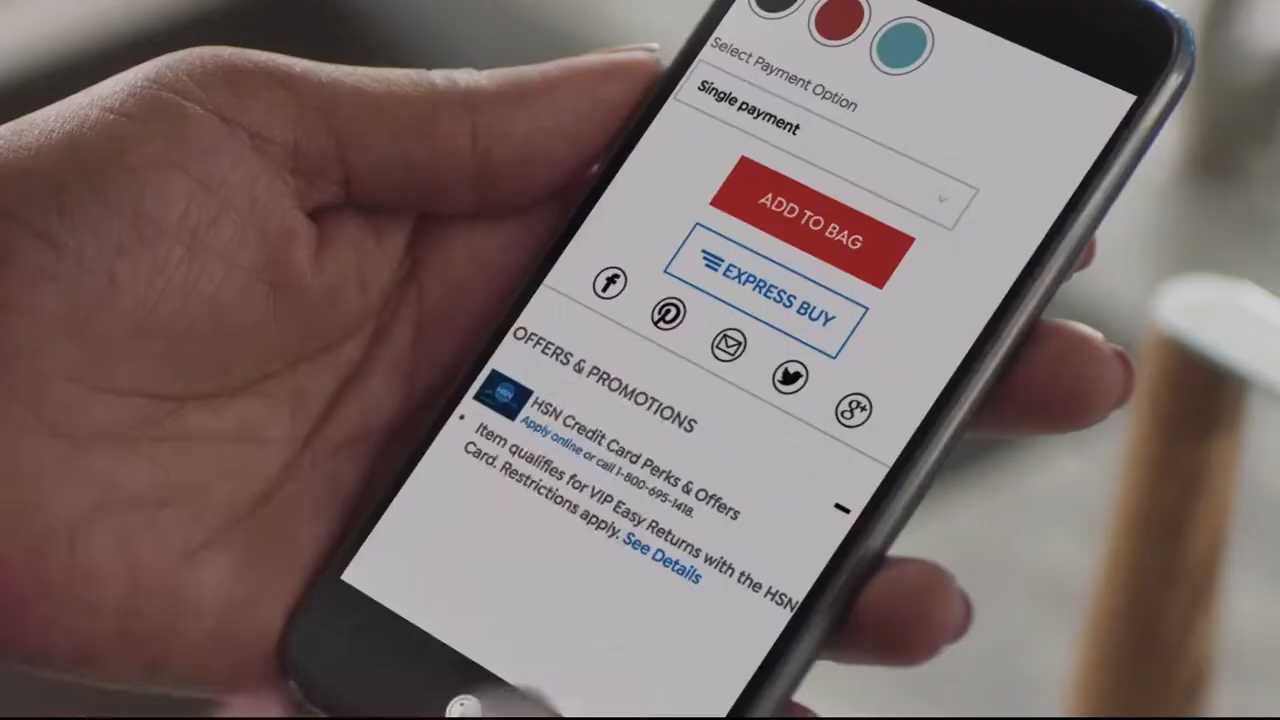 Select Payment Option
Single payment
ADD TO BAG
EXPRESS BUY
OFFERS & PROMOTIONS
HSN
HSN Credit Card Perks & Offers
Apply online or call 1-800-695-1418.
Item qualifies for VIP Easy Returns with the HSN
Card. Restrictions apply. See Details